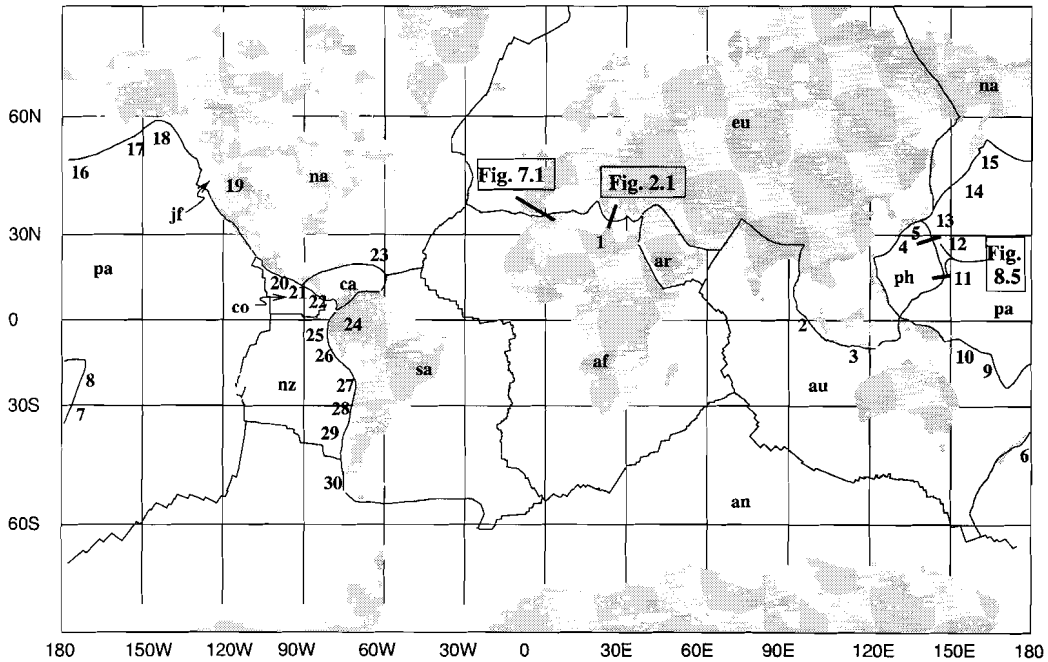 60N
30N
0
30S
60S
180
150W
120W
90W
60W
30W
0
30E
60E
90E
120E
150E
180
Fig. 7.1
Fig. 2.1
Fig.
8.5
na
eu
na
pa
jf
co
ca
nz
sa
af
ar
au
an
ph
pa
1
2
3
4
5
6
7
8
9
10
11
12
13
14
15
16
17
18
19
20
21
22
23
24
25
26
27
28
29
30